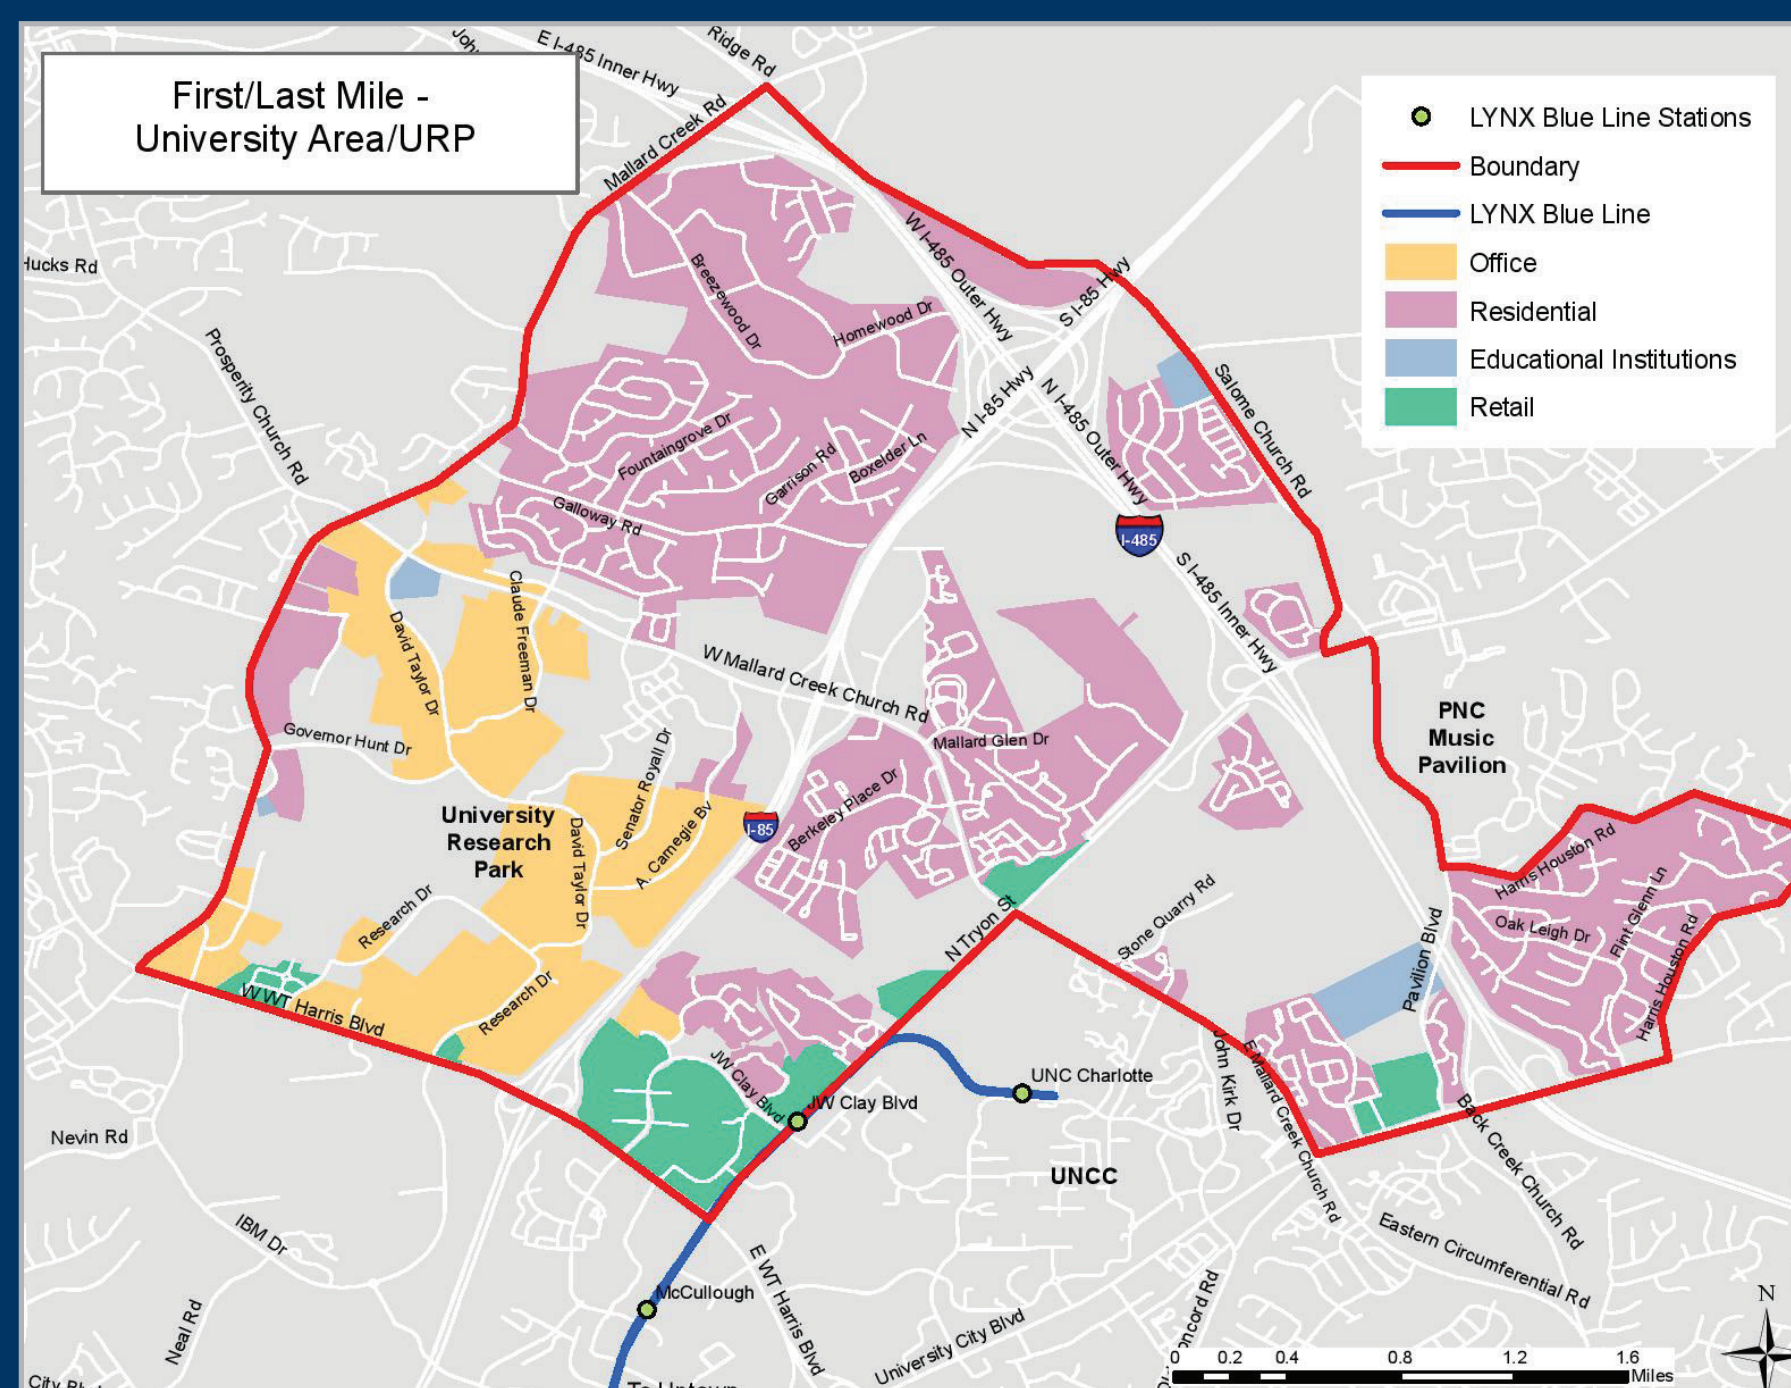 First/Last Mile -
University Area/URP
LYNX Blue Line Stations
Boundary
LYNX Blue Line
Office
Residential
Educational Institutions
Retail
E I-485 Inner Hwy
Ridge Rd
Mallard Creek Rd
Hucks Rd
Prosperity Church Rd
Breezewood Dr
Homewood Dr
W I-485 Outer Hwy
S I-85 Hwy
N I-85 Hwy
N I-485 Outer Hwy
Salome Church Rd
Fountaingrove Dr
Garrison Rd
Boxelder Ln
Galloway Rd
I-485
S I-485 Inner Hwy
Claude Freeman Dr
David Taylor Dr
W Mallard Creek Church Rd
Governor Hunt Dr
Senator Royall Dr
Mallard Glen Dr
PNC
Music
Pavilion
University
Research
Park
David Taylor Dr
A. Carnegie Bv
I-85
Berkeley Place Dr
Harris Houston Rd
Oak Leigh Dr
Flint Glenn Ln
Harris Houston Rd
Pavilion Blvd
Research Dr
N Tryon St
Stone Quarry Rd
W WT Harris Blvd
Research Dr
JW Clay Blvd
JW Clay Blvd
UNC Charlotte
John Kirk Dr
E Mallard Creek Church Rd
Back Creek Church Rd
Nevin Rd
UNCC
IBM Dr
McCullough
E WT Harris Blvd
Eastern Circumferential Rd
Neal Rd
University City Blvd
N
0 0.2 0.4 0.8 1.2 1.6
Miles